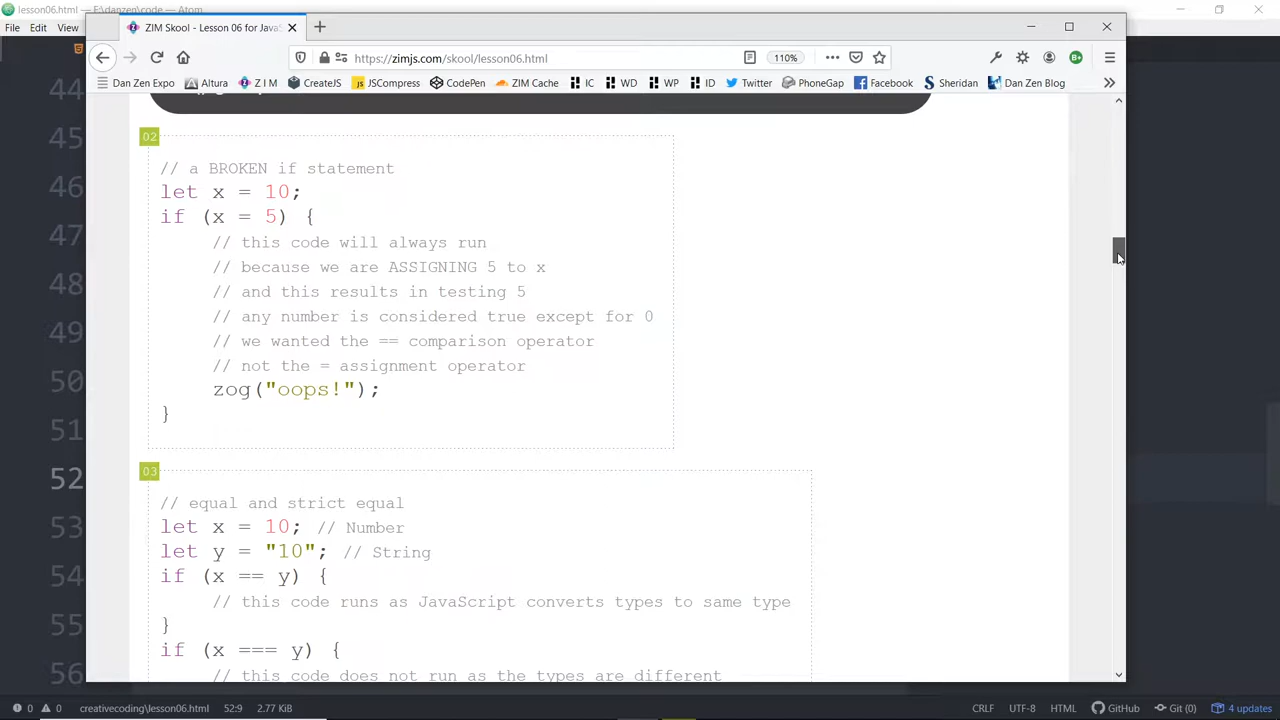 lesson06.html — E:\danzen\code — Atom
File Edit View
ZIM Skool - Lesson 06 for JavaS
https://zimjs.com/skool/lesson06.html 110%
Dan Zen Expo Altura Z I M CreateJS JSCompress CodePen IC WD WP ID Facebook Sheridan Dan Zen Blog
44
45
46
47
48
49
50
51
52
53
54
55
56
02
// a BROKEN if statement
let x = 10;
if (x = 5) {
// this code will always run
// because we are ASSIGNING 5 to x
// and this results in testing 5
// any number is considered true except for 0
// we wanted the == comparison operator
// not the = assignment operator
zog("oops!");
}
03
// equal and strict equal
let x = 10; // Number
let y = "10"; // String
if (x == y) {
// this code runs as JavaScript converts types to same type
}
if (x === y) {
// this code does not run as the types are different
0 0 creativecoding\lesson06.html 52:9 2.77 KiB CRLF UTF-8 HTML GitHub Git (0) 4 updates